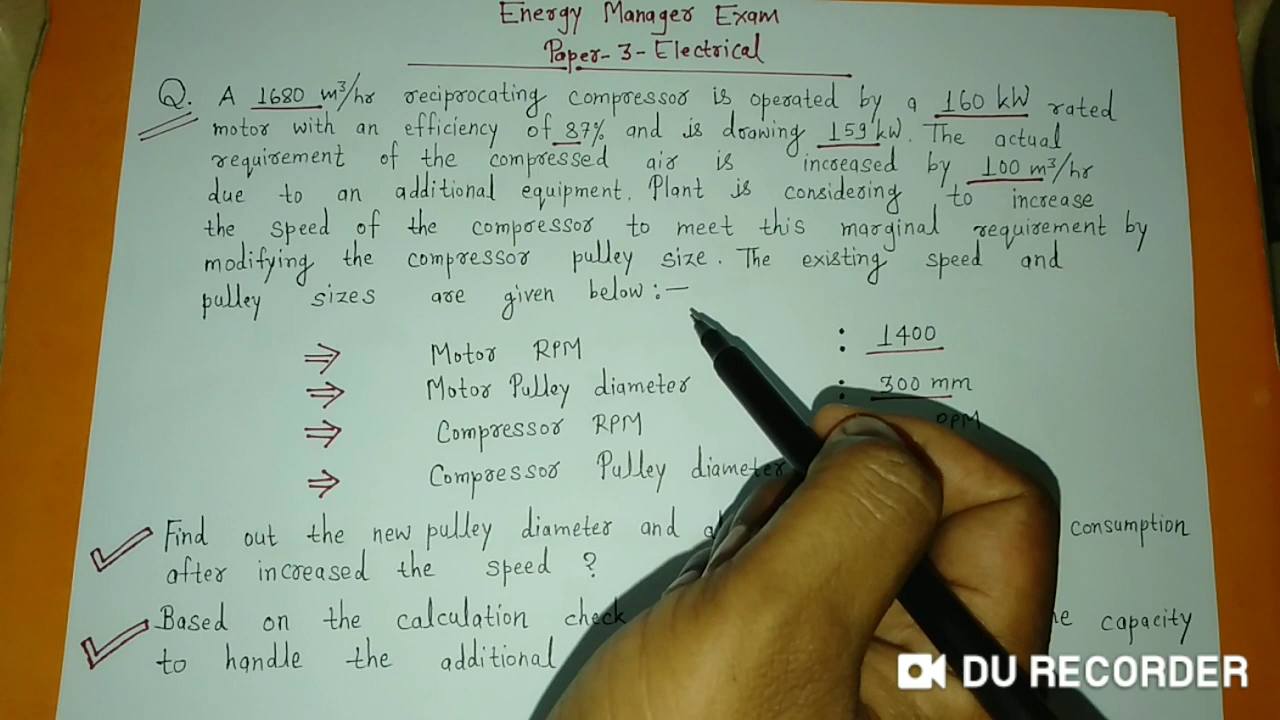 Energy Manager Exam
Paper-3-Electrical
Q. A 1680 m³/hr reciprocating compressor is operated by a 160 kW rated
motor with an efficiency of 87% and is drawing 159 kW. The actual
requirement of the compressed air is increased by 100 m³/hr
due to an additional equipment. Plant is considering to increase
the speed of the compressor to meet this marginal requirement by
modifying the compressor pulley size. The existing speed and
pulley sizes are given below :—
⇒ Motor RPM : 1400
⇒ Motor Pulley diameter : 300 mm
⇒ Compressor RPM
⇒ Compressor Pulley diameter
Find out the new pulley diameter and consumption
after increased the speed ?
Based on the calculation check capacity
to handle the additional
DU RECORDER